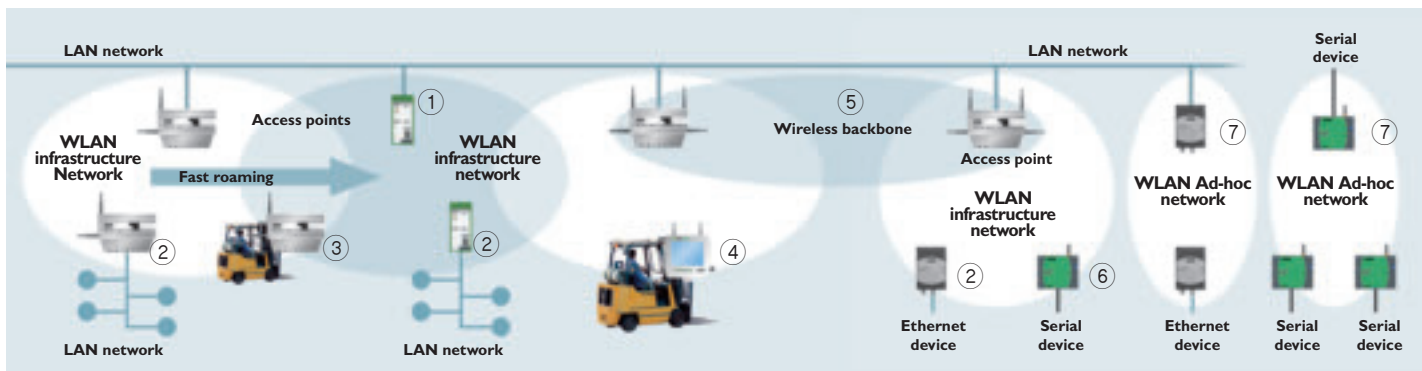 LAN network
LAN network
Serial
device
①
Access points
⑤
Wireless backbone
⑦
⑦
WLAN
infrastructure
Network
WLAN
infrastructure
network
Access point
Fast roaming
WLAN Ad-hoc
network
WLAN Ad-hoc
network
WLAN
infrastructure
network
②
③
②
④
②
⑥
Ethernet
device
Serial
device
Ethernet
device
Serial
device
Serial
device
LAN network
LAN network